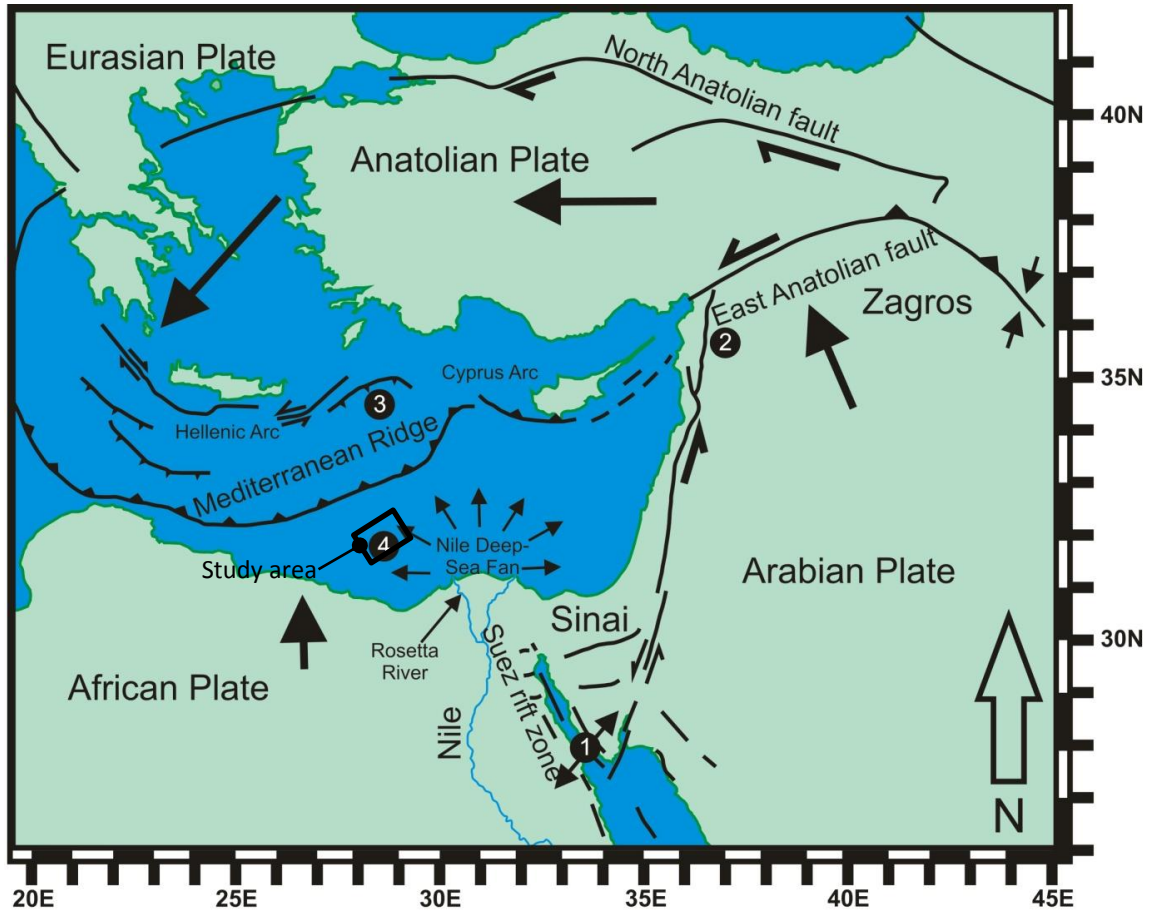 Eurasian Plate
North Anatolian fault
40N
Anatolian Plate
East Anatolian fault
Zagros
2
35N
Cyprus Arc
3
Hellenic Arc
Mediterranean Ridge
4
Nile Deep-
Sea Fan
Study area
Arabian Plate
Sinai
30N
Rosetta
River
Suez rift zone
African Plate
Nile
1
N
20E
25E
30E
35E
40E
45E